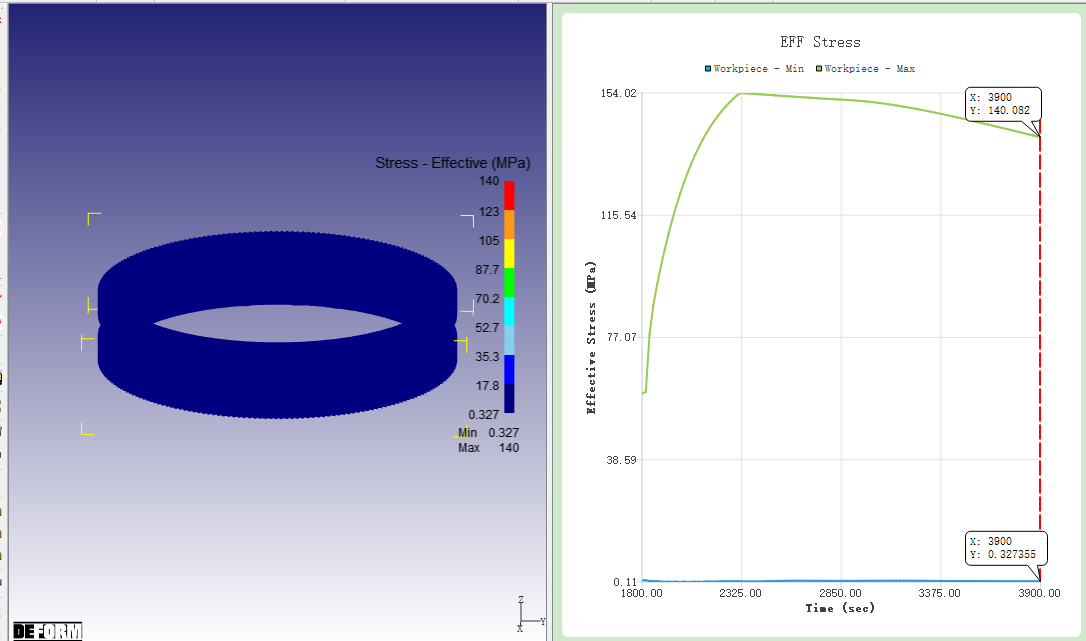 Stress - Effective (MPa)
140
123
105
87.7
70.2
52.7
35.3
17.8
0.327
Min 0.327
Max 140
Z
Y
X
DEFORM
EFF Stress
Workpiece - Min Workpiece - Max
154.02
115.54
77.07
38.59
0.11
Effective Stress (MPa)
X: 3900
Y: 140.082
X: 3900
Y: 0.327355
1800.00 2325.00 2850.00 3375.00 3900.00
Time (sec)